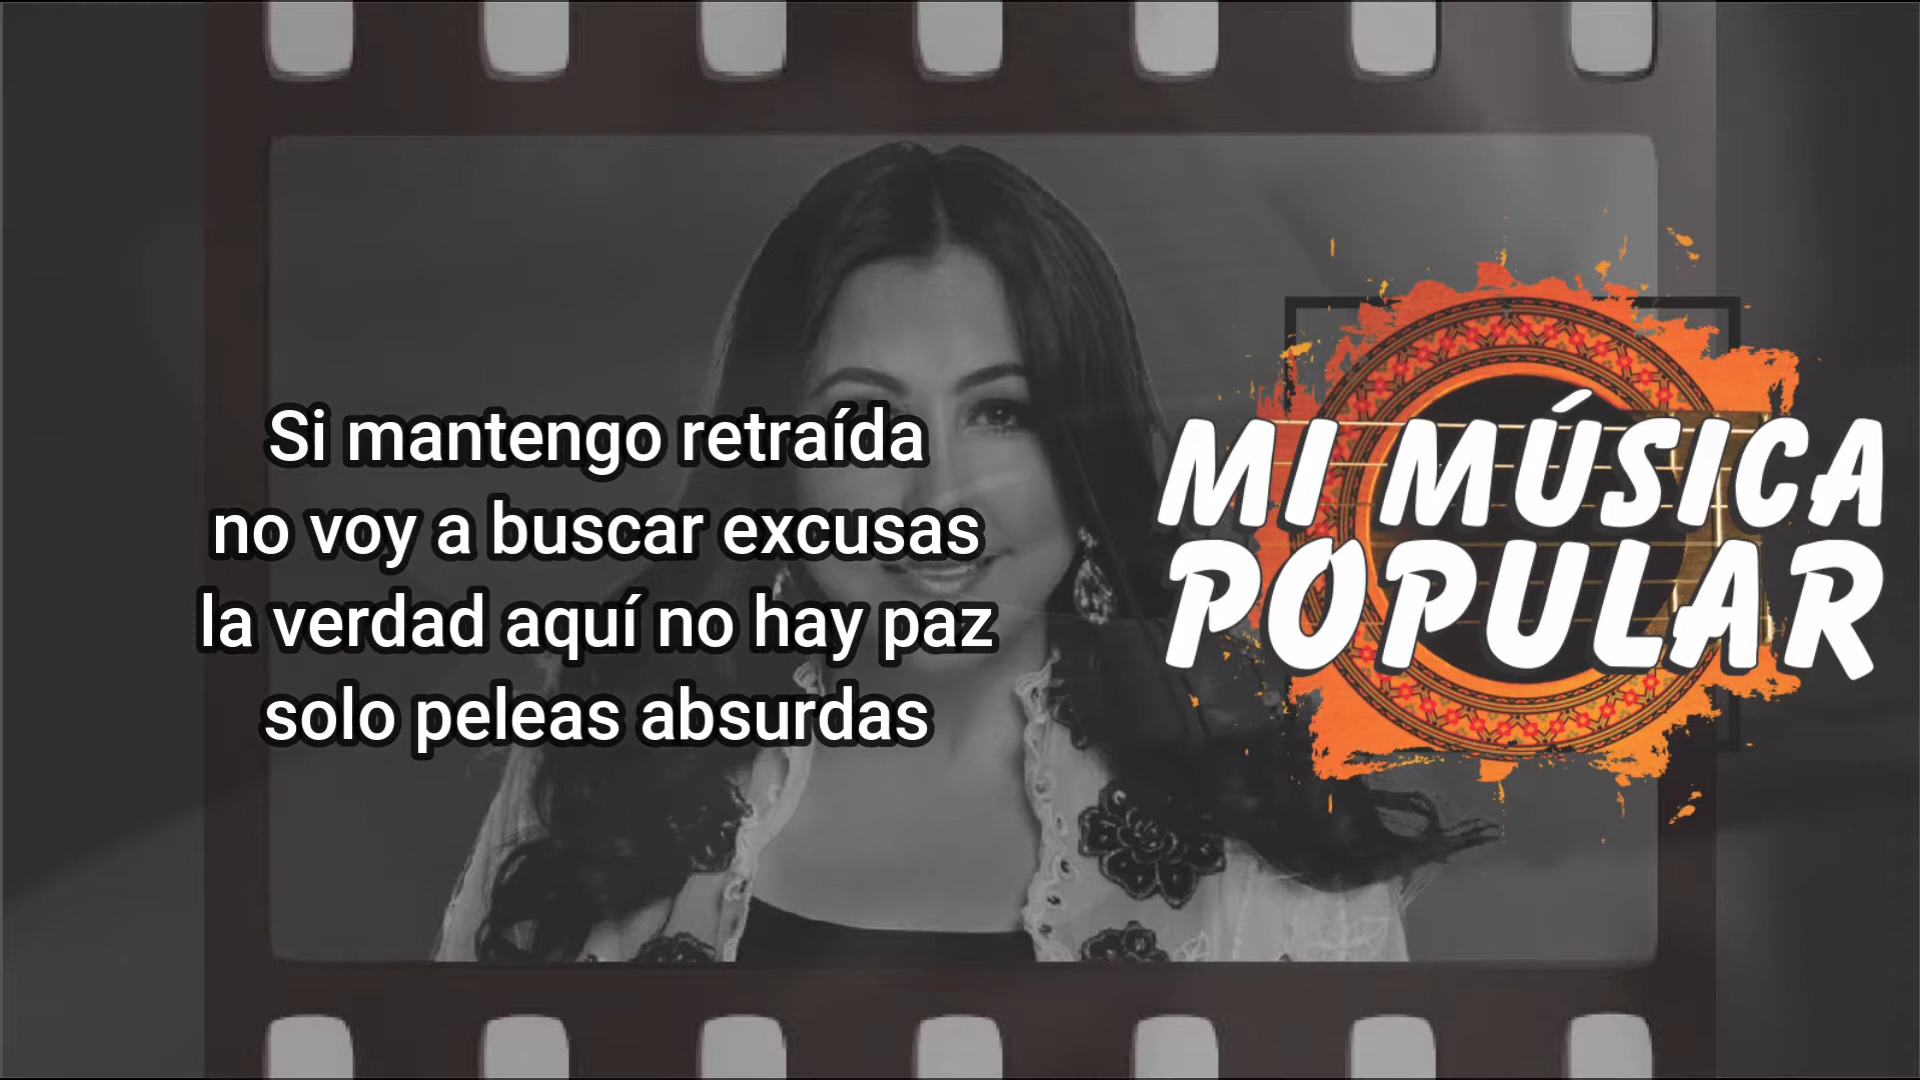 Si mantengo retraída
no voy a buscar excusas
la verdad aquí no hay paz
solo peleas absurdas
MI MÚSICA
POPULAR